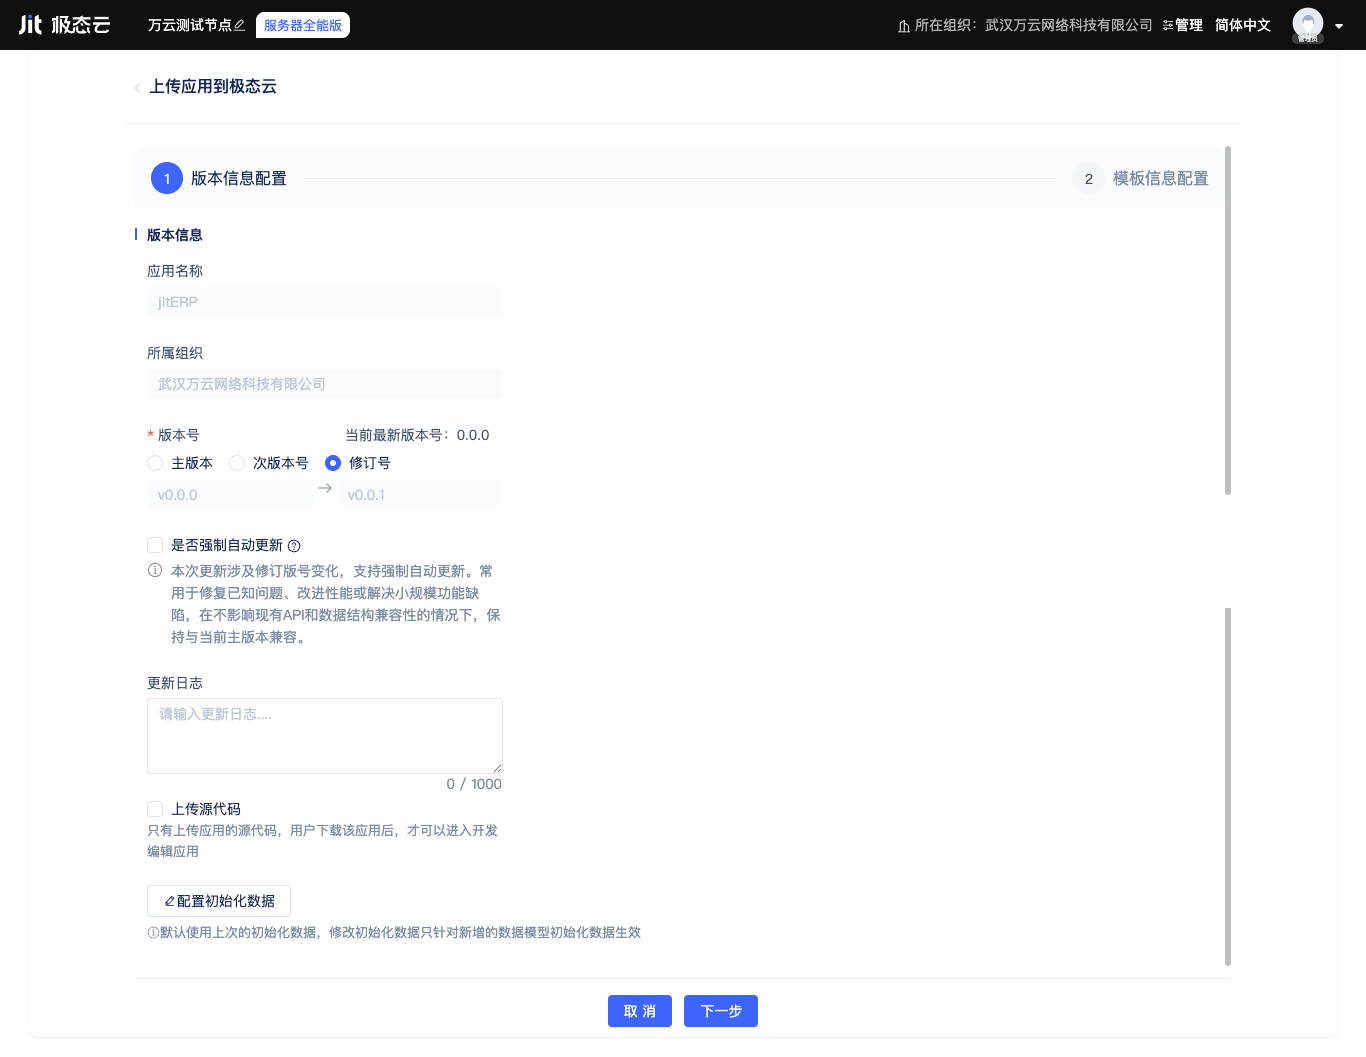 Jit 极态云
万云测试节点
服务器全能版
所在组织：武汉万云网络科技有限公司
管理
简体中文
上传应用到极态云
1 版本信息配置
2 模板信息配置
版本信息
应用名称
jitERP
所属组织
武汉万云网络科技有限公司
* 版本号
当前最新版本号：0.0.0
主版本 次版本号 修订号
v0.0.0 → v0.0.1
是否强制自动更新
本次更新涉及修订版号变化，支持强制自动更新。常
用于修复已知问题、改进性能或解决小规模功能缺
陷，在不影响现有API和数据结构兼容性的情况下，保
持与当前主版本兼容。
更新日志
请输入更新日志....
0 / 1000
上传源代码
只有上传应用的源代码，用户下载该应用后，才可以进入开发
编辑应用
配置初始化数据
默认使用上次的初始化数据，修改初始化数据只针对新增的数据模型初始化数据生效
取 消
下一步